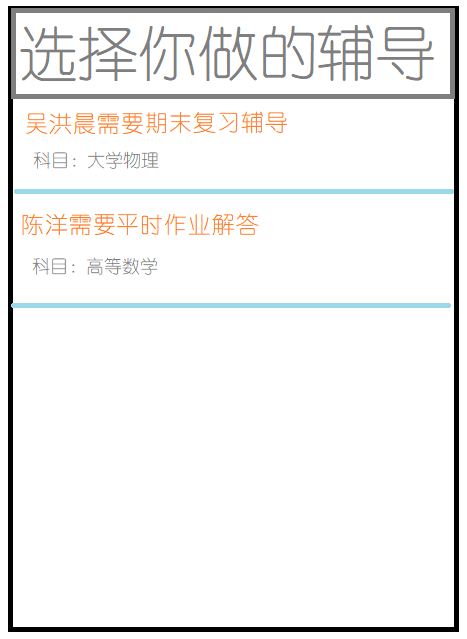 选择你做的辅导
吴洪晨需要期末复习辅导
科目：大学物理
陈洋需要平时作业解答
科目：高等数学